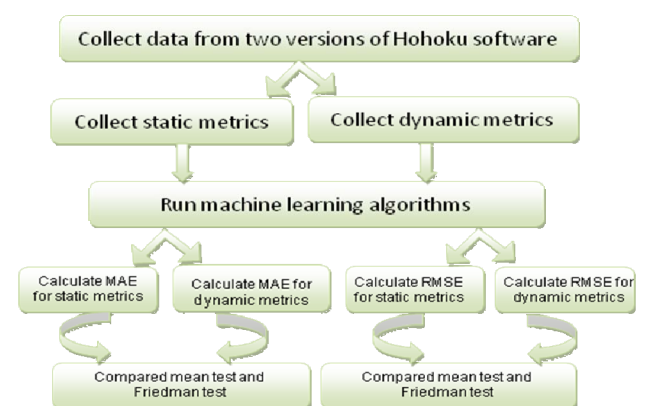 Collect data from two versions of Hohoku software
Collect static metrics
Collect dynamic metrics
Run machine learning algorithms
Calculate MAE
for static metrics
Calculate MAE for
dynamic metrics
Calculate RMSE
for static metrics
Calculate RMSE for
dynamic metrics
Compared mean test and
Friedman test
Compared mean test and
Friedman test